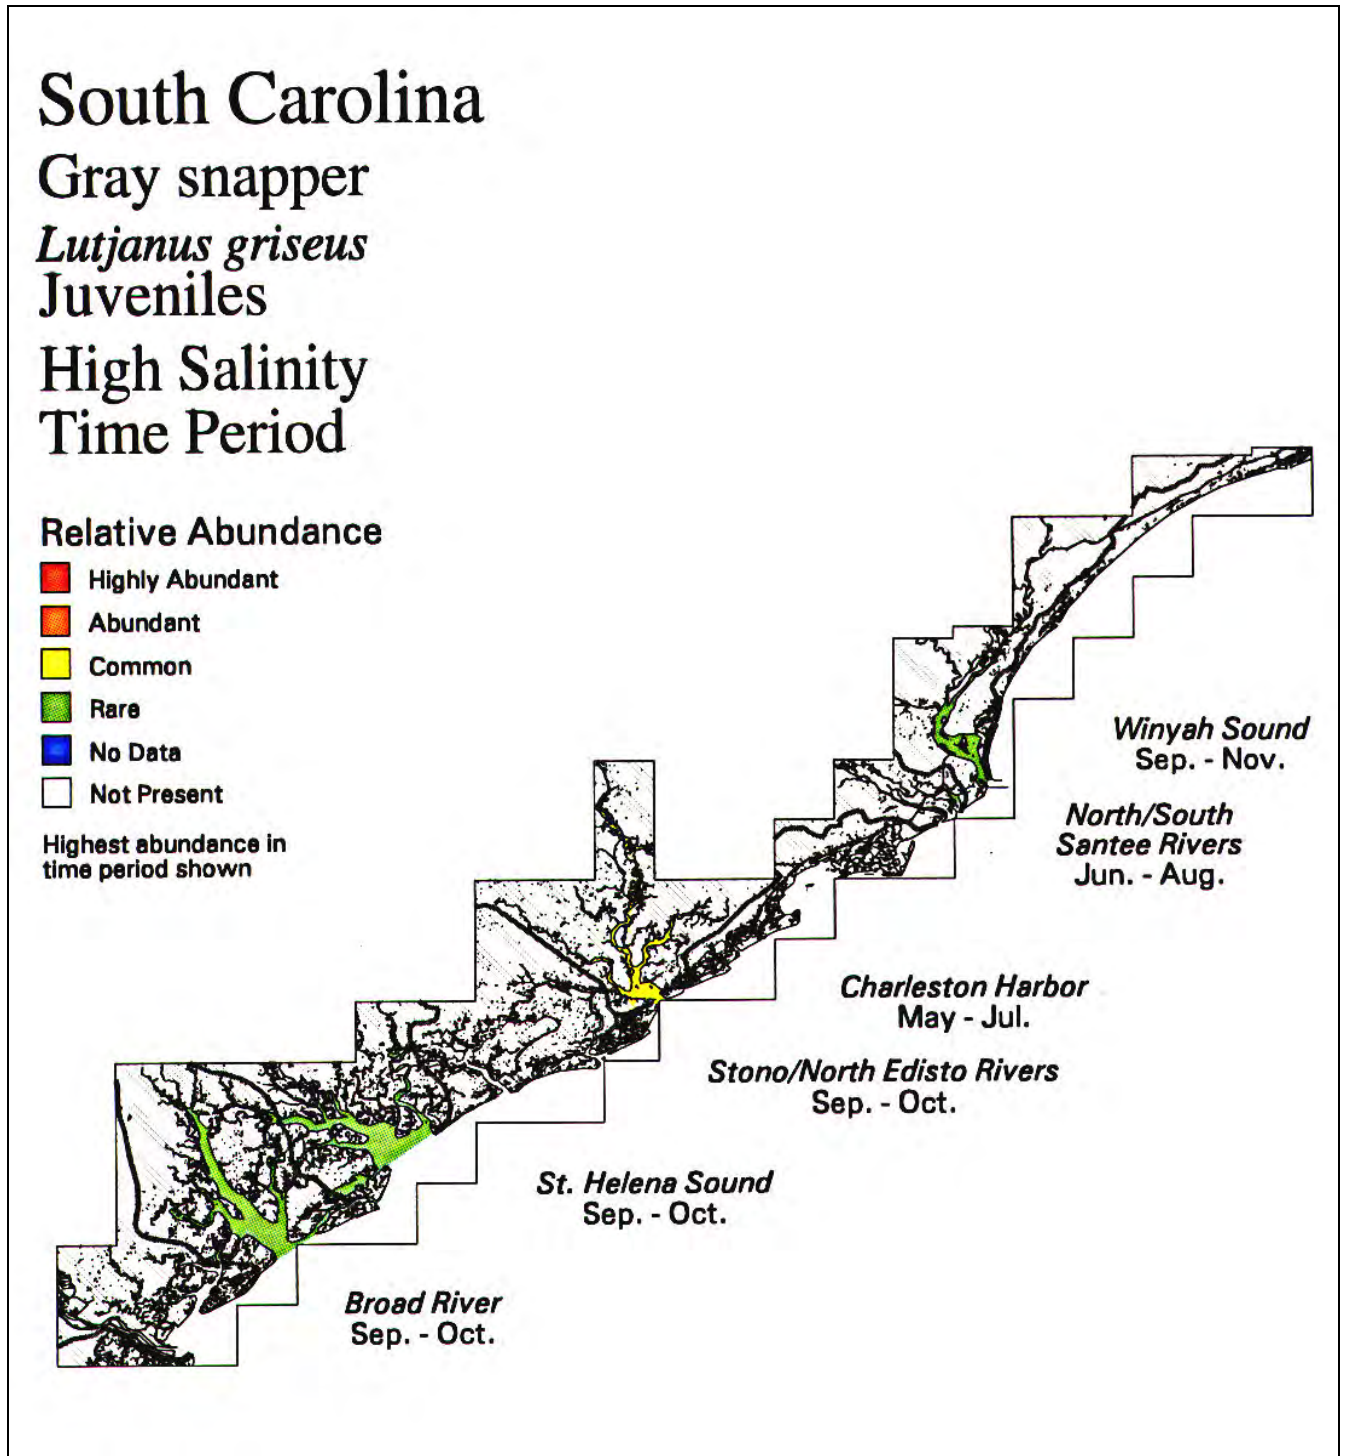 South Carolina
Gray snapper
Lutjanus griseus
Juveniles
High Salinity
Time Period
Relative Abundance
Highly Abundant
Abundant
Common
Rare
No Data
Not Present
Highest abundance in
time period shown
Winyah Sound
Sep. - Nov.
North/South
Santee Rivers
Jun. - Aug.
Charleston Harbor
May - Jul.
Stono/North Edisto Rivers
Sep. - Oct.
St. Helena Sound
Sep. - Oct.
Broad River
Sep. - Oct.